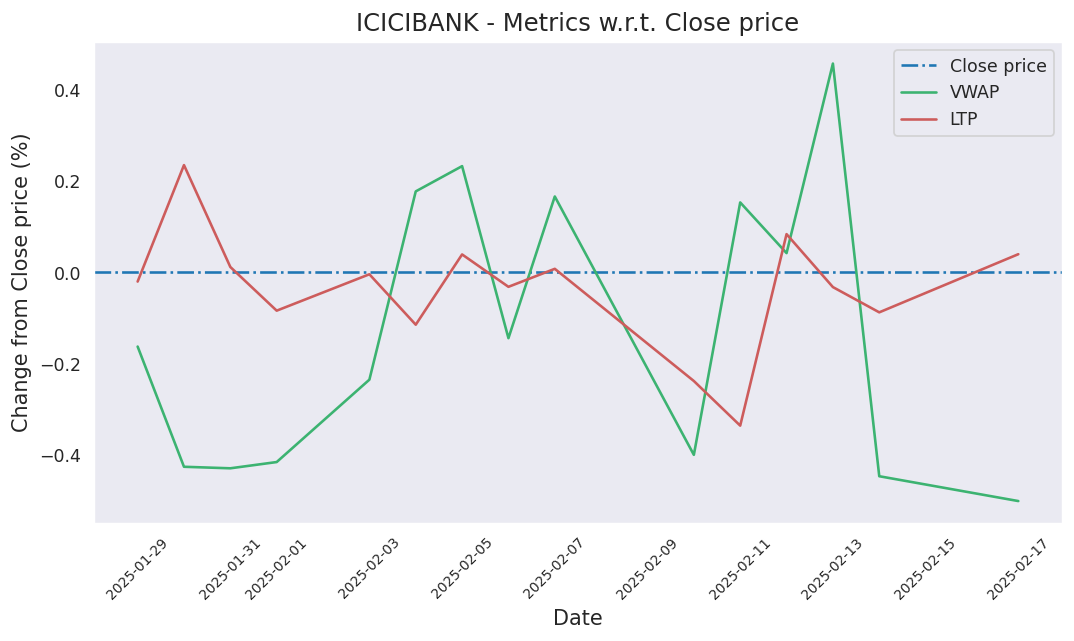 ICICIBANK - Metrics w.r.t. Close price
Close price
VWAP
LTP
Change from Close price (%)
0.4
0.2
0.0
−0.2
−0.4
2025-01-29
2025-01-31
2025-02-01
2025-02-03
2025-02-05
2025-02-07
2025-02-09
2025-02-11
2025-02-13
2025-02-15
2025-02-17
Date